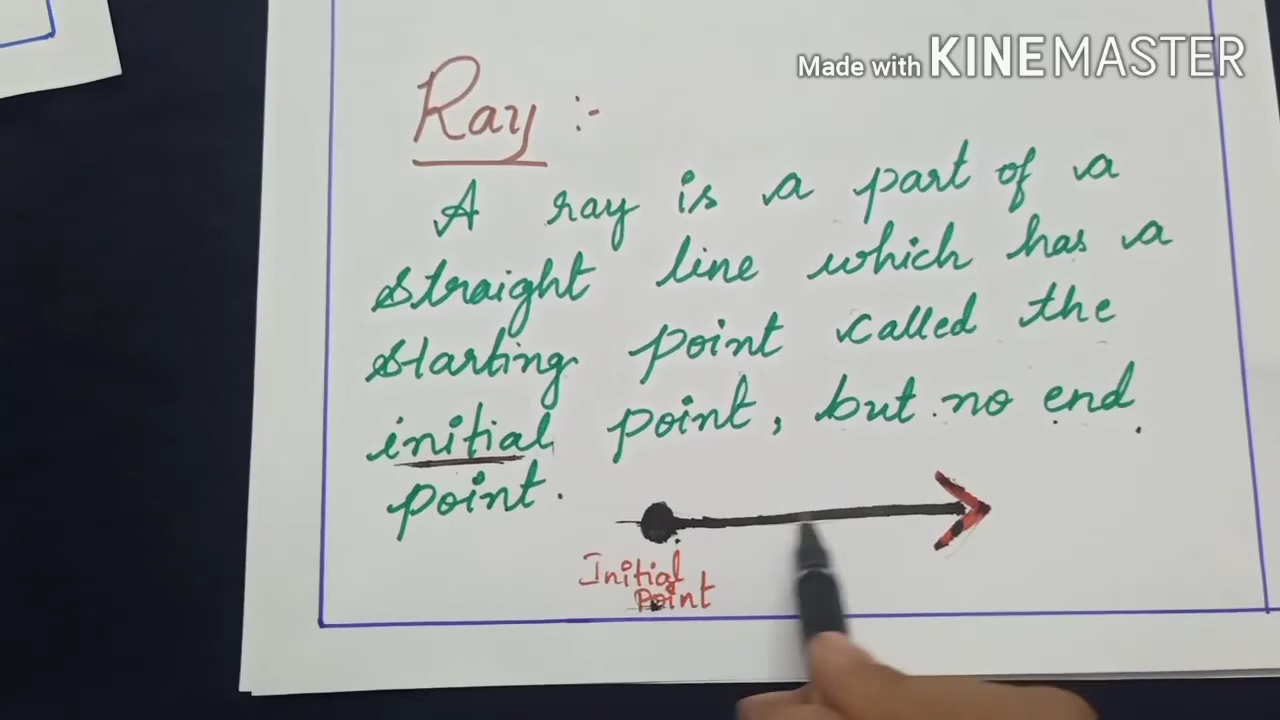 Made with KINEMASTER
Ray :-
A ray is a part of a
straight line which has a
starting point called the
initial point, but no end
point.
Initial
Point